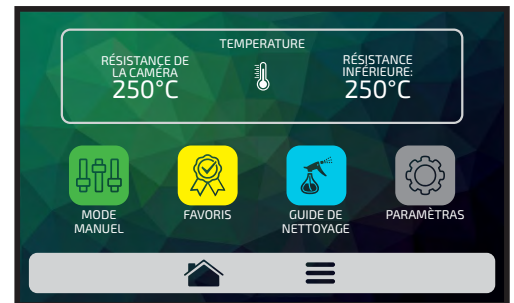 TEMPERATURE
RÉSISTANCE DE
LA CAMÉRA
250°C
RÉSISTANCE
INFÉRIEURE:
250°C
MODE
MANUEL
FAVORIS
GUIDE DE
NETTOYAGE
PARAMÈTRAS